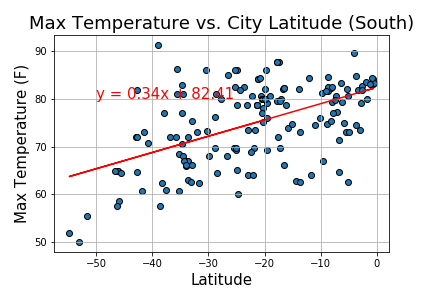 Max Temperature vs. City Latitude (South)
90
80
70
60
50
y = 0.34x + 82.41
Max Temperature (F)
−50
−40
−30
−20
−10
0
Latitude